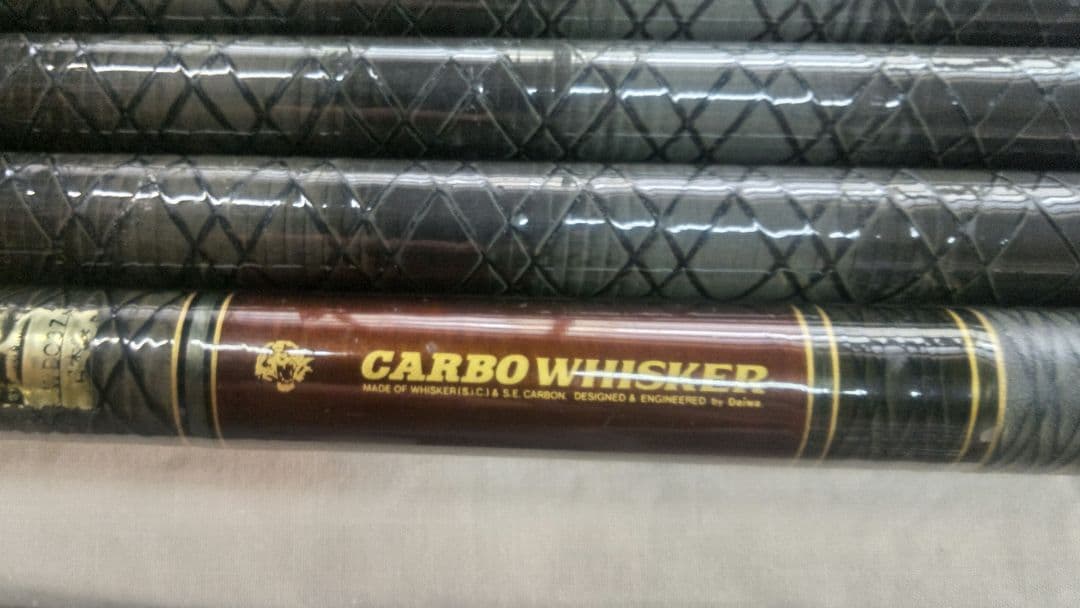 CARBO WHISKER
MADE OF WHISKER(S.i.C.) & S.E. CARBON. DESIGNED & ENGINEERED by Daiwa